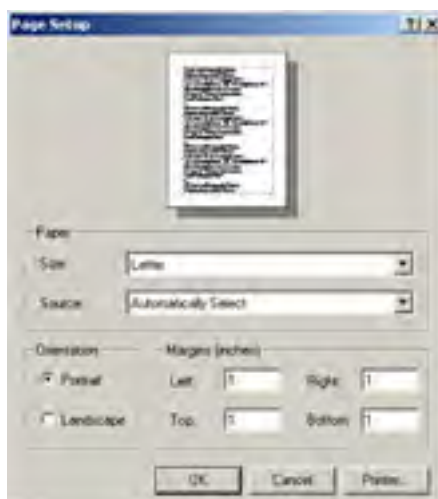 Page Setup
Paper
Size: Letter
Source: Automatically Select
Orientation
Portrait
Landscape
Margins (inches)
Left: 1 Right: 1
Top: 1 Bottom: 1
OK Cancel Printer...